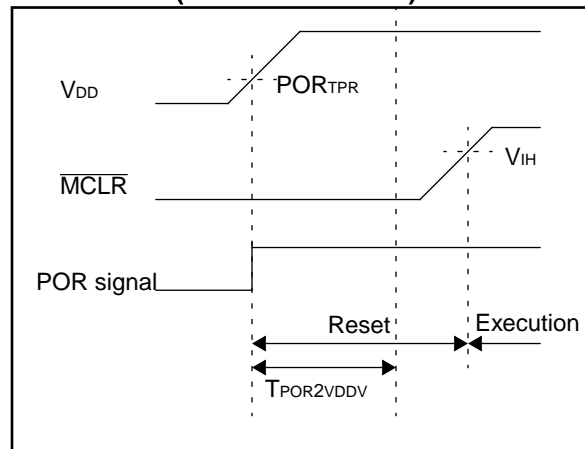 VDD
PORTPR
MCLR
VIH
POR signal
Reset
Execution
TPOR2VDDV